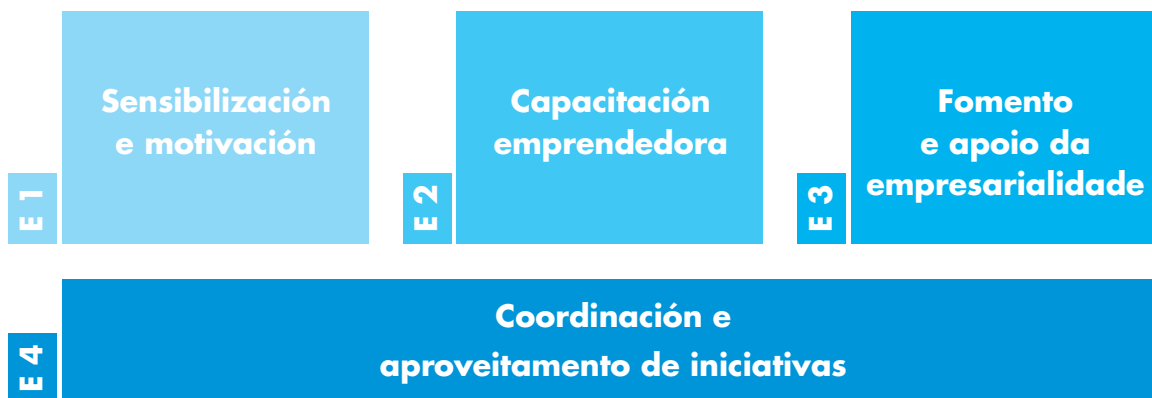 Sensibilización
e motivación
E 1
Capacitación
emprendedora
E 2
Fomento
e apoio da
empresarialidade
E 3
Coordinación e
aproveitamento de iniciativas
E 4